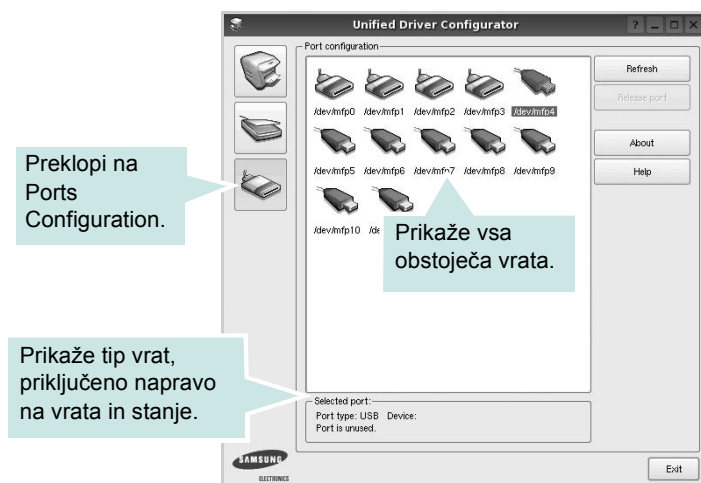 Unified Driver Configurator
Port configuration
/dev/mfp0 /dev/mfp1 /dev/mfp2 /dev/mfp3 /dev/mfp4
/dev/mfp5 /dev/mfp6 /dev/mfp7 /dev/mfp8 /dev/mfp9
/dev/mfp10
Refresh
Release port
About
Help
Preklopi na
Ports
Configuration.
Prikaže vsa
obstoječa vrata.
Prikaže tip vrat,
priključeno napravo
na vrata in stanje.
Selected port:
Port type: USB Device:
Port is unused.
SAMSUNG
ELECTRONICS
Exit